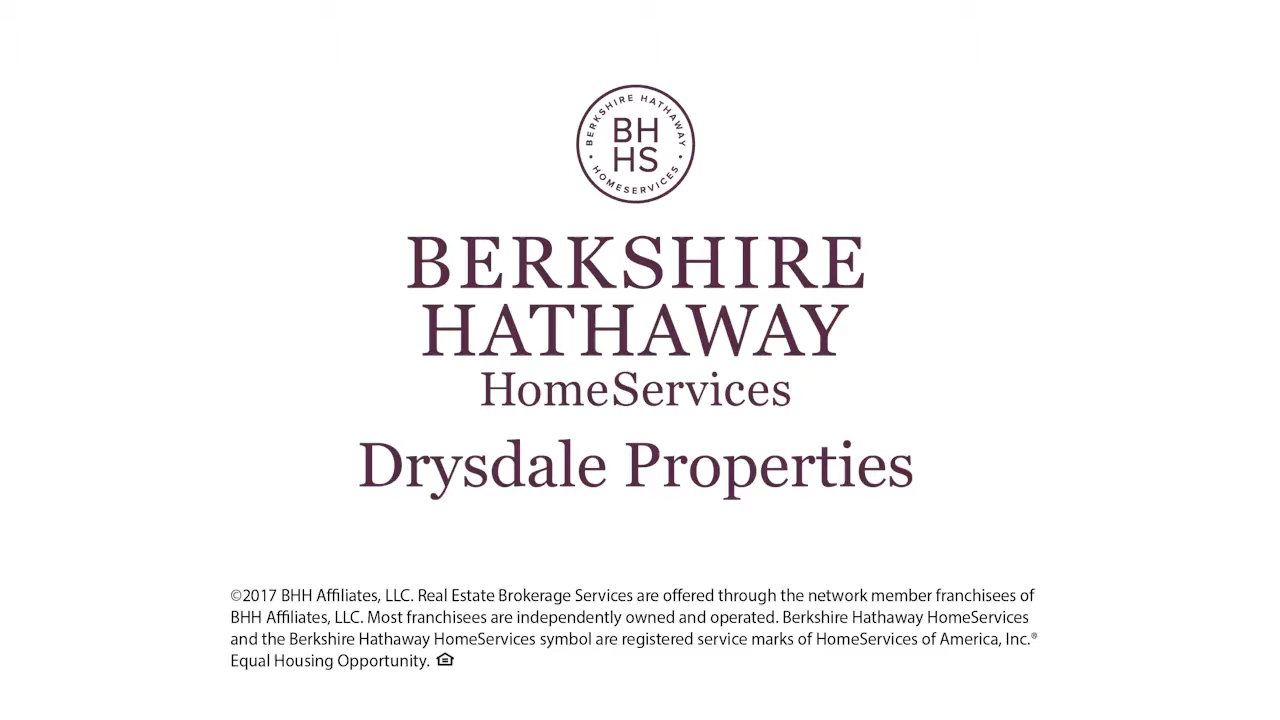 BERKSHIRE HATHAWAY
BH
HS
• HOMESERVICES •
BERKSHIRE
HATHAWAY
HomeServices
Drysdale Properties
©2017 BHH Affiliates, LLC. Real Estate Brokerage Services are offered through the network member franchisees of
BHH Affiliates, LLC. Most franchisees are independently owned and operated. Berkshire Hathaway HomeServices
and the Berkshire Hathaway HomeServices symbol are registered service marks of HomeServices of America, Inc.®
Equal Housing Opportunity.